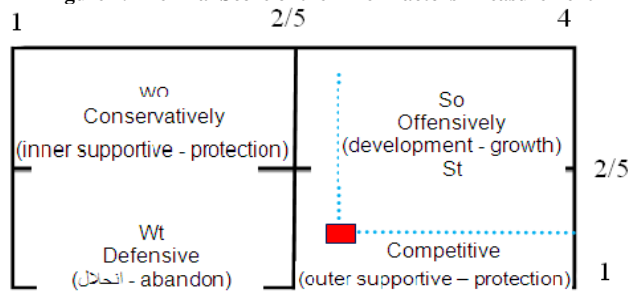 1 2/5 4
wo
Conservatively
(inner supportive - protection)
So
Offensively
(development - growth)
St
2/5
Wt
Defensive
(انحلال - abandon)
Competitive
(outer supportive – protection)
1